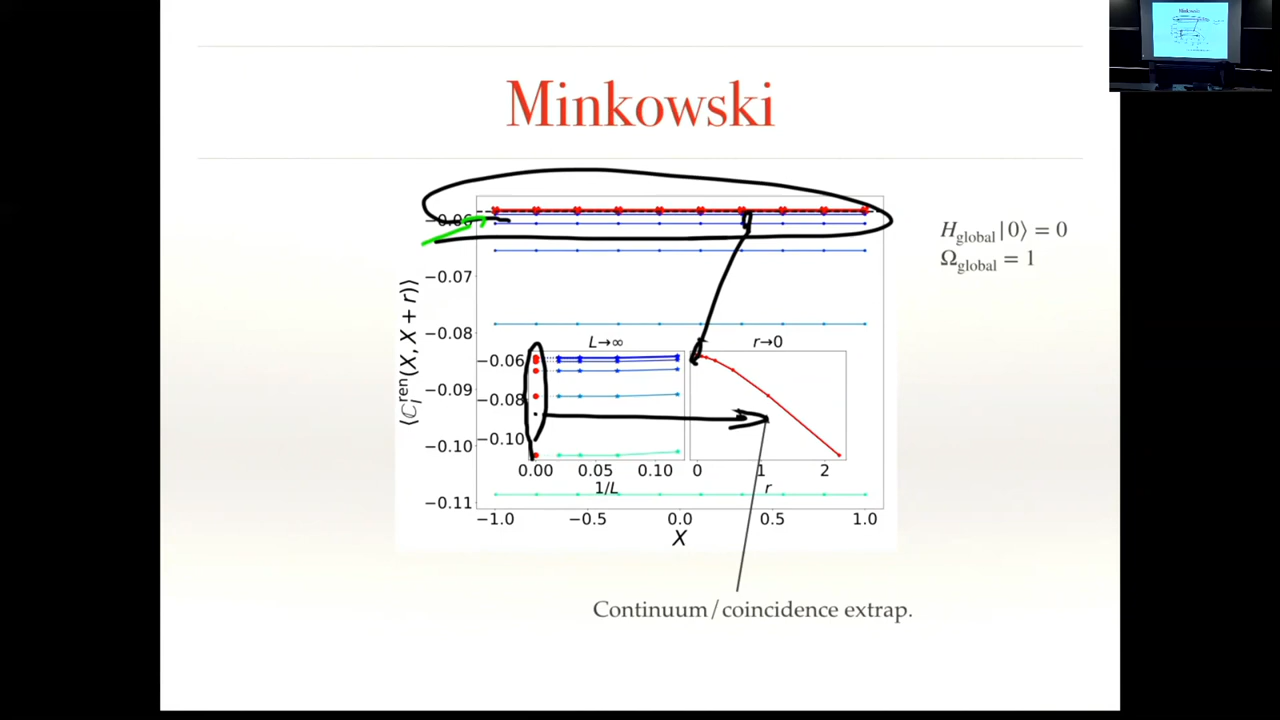 Minkowski
H_global|0⟩ = 0
Ω_global = 1
−0.06
−0.07
−0.08
−0.09
−0.10
−0.11
⟨ℂ_l^ren(X, X + r)⟩
L→∞
−0.06
−0.08
−0.10
0.00 0.05 0.10
1/L
r→0
0 1 2
r
−1.0 −0.5 0.0 0.5 1.0
X
Continuum/coincidence extrap.